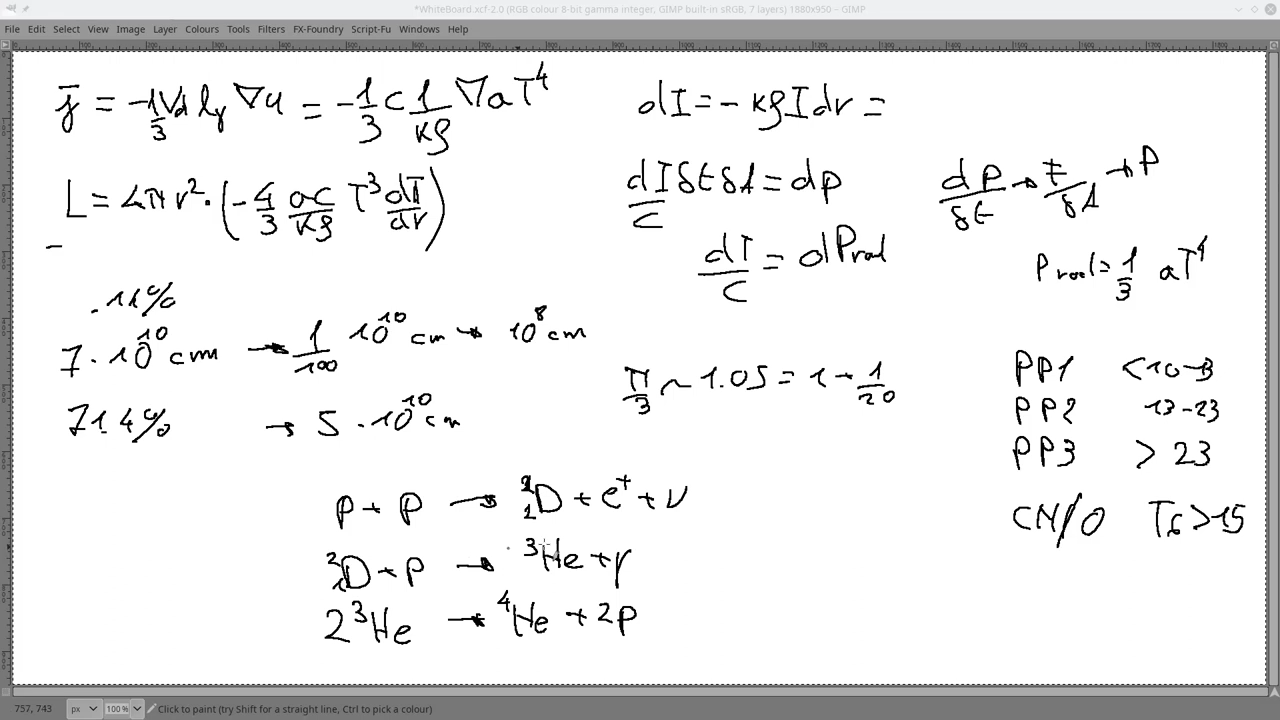 *WhiteBoard.xcf-2.0 (RGB colour 8-bit gamma integer, GIMP built-in sRGB, 7 layers) 1880x950 – GIMP
File Edit Select View Image Layer Colours Tools Filters FX-Foundry Script-Fu Windows Help
j̄ = -1/3 Vd lγ ∇u = -1/3 c 1/κρ ∇aT⁴
L = 4π r² · (-4/3 ac/κρ T³ dT/dr)
dI = - κρ I dr =
dI/c δt δA = dp
dp/δt → F/δA → P
dI/c = dPrad
Prad = 1/3 aT⁴
.11%
7 · 10¹⁰ cm → 1/100 10¹⁰ cm → 10⁸ cm
71.4% → 5 · 10¹⁰ cm
π/3 ~ 1.05 = 1 + 1/20
PP1 <10-13
PP2 13-23
PP3 > 23
CN/O T₆ > 15
P + P → ²₁D + e⁺ + ν
²₁D + P → ³He + γ
2 ³He → ⁴He + 2P
757, 743 px 100% Click to paint (try Shift for a straight line, Ctrl to pick a colour)